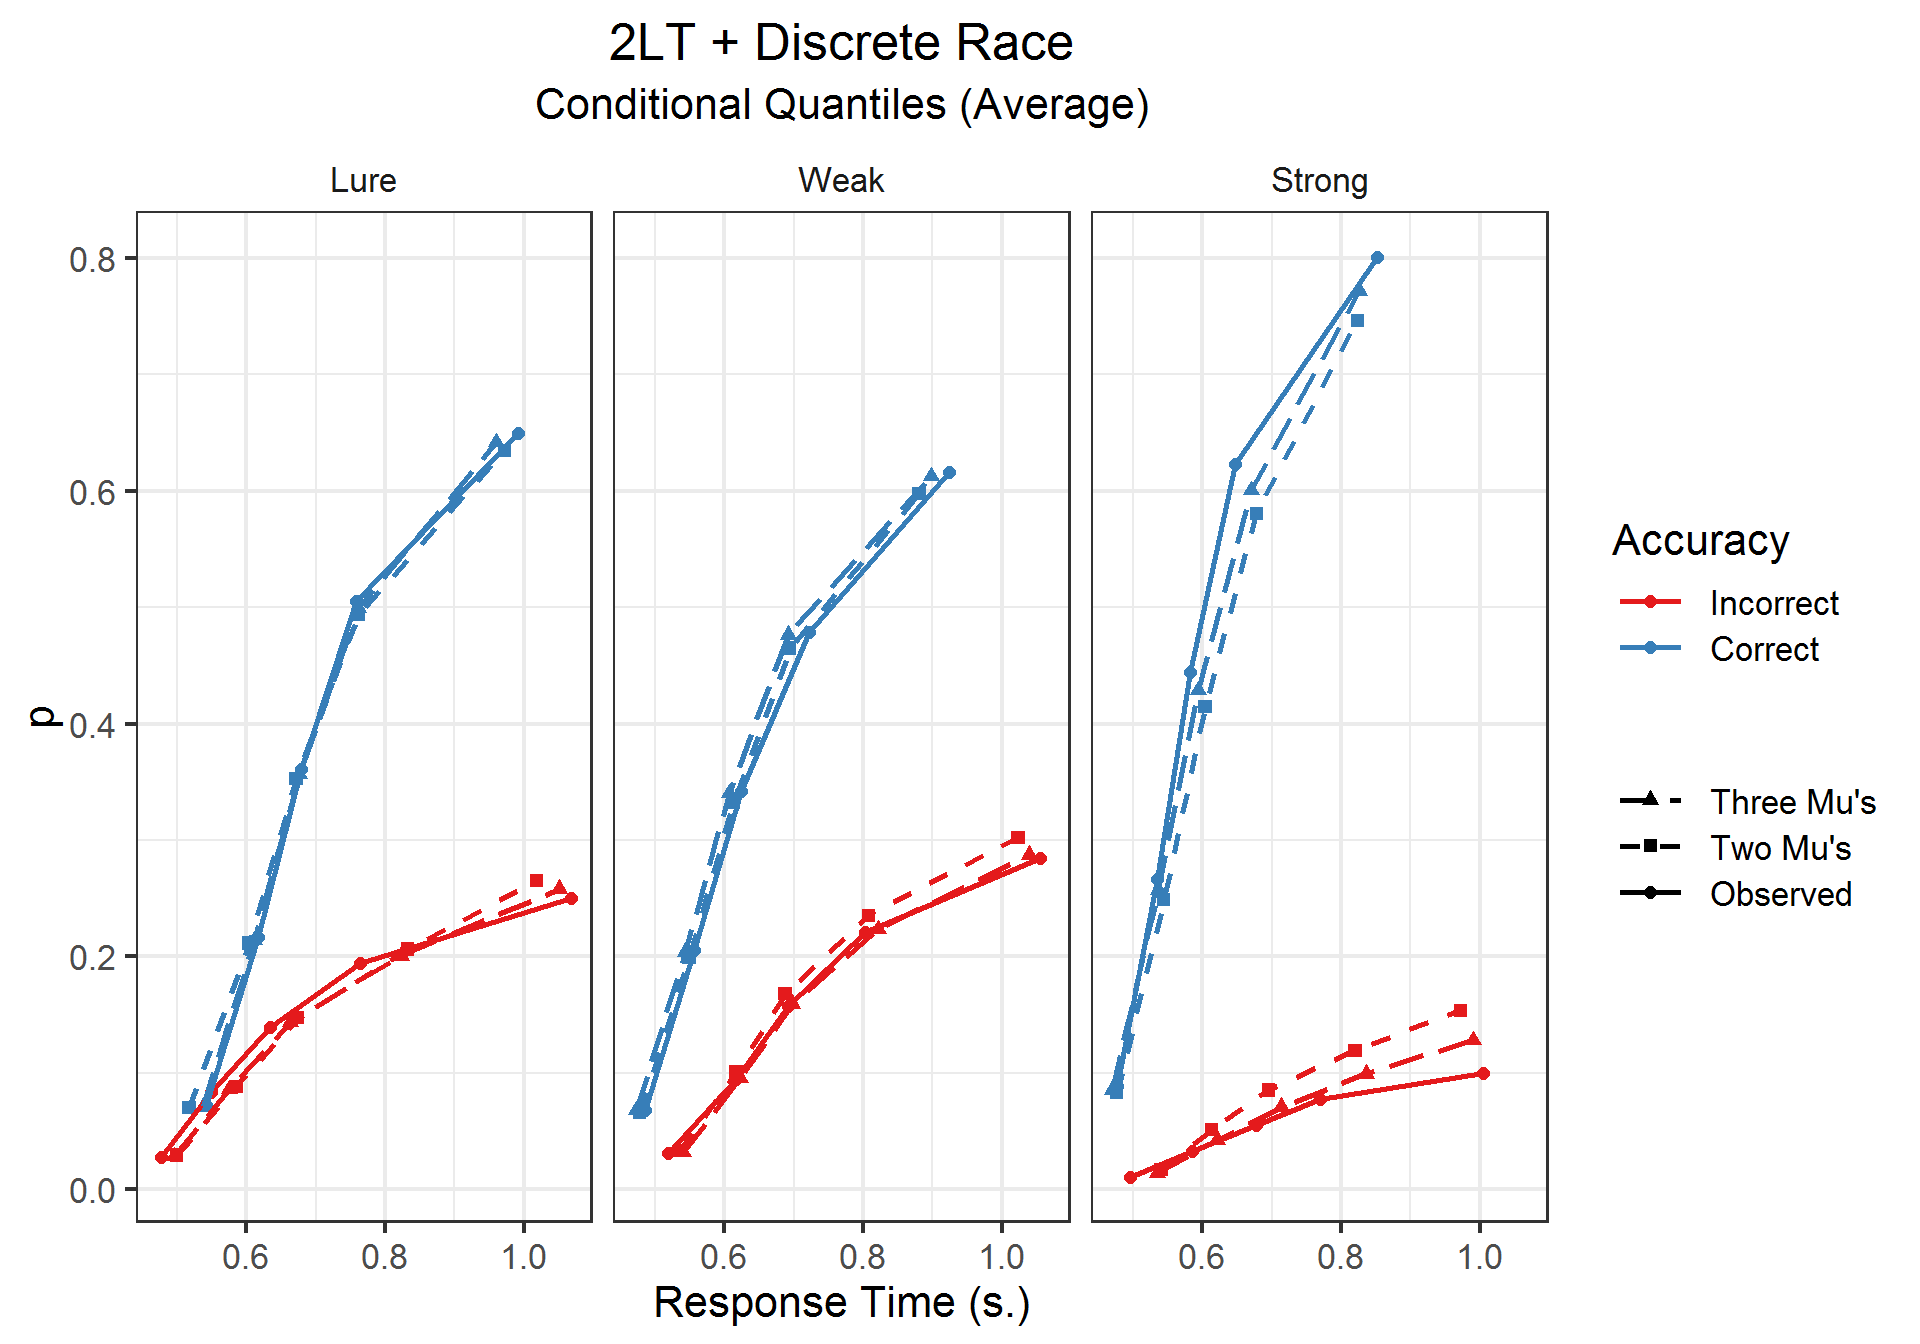 2LT + Discrete Race
Conditional Quantiles (Average)
Lure
Weak
Strong
0.8
0.6
0.4
0.2
0.0
p
0.6 0.8 1.0
0.6 0.8 1.0
0.6 0.8 1.0
Response Time (s.)
Accuracy
Incorrect
Correct
Three Mu's
Two Mu's
Observed